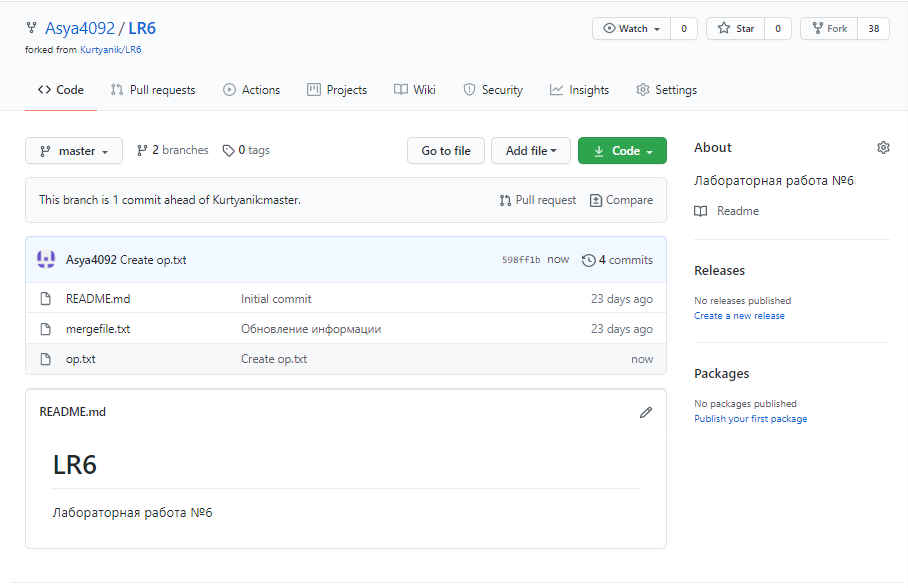 Asya4092 / LR6
Watch 0 Star 0 Fork 38
forked from Kurtyanik/LR6
Code Pull requests Actions Projects Wiki Security Insights Settings
master 2 branches 0 tags Go to file Add file Code
This branch is 1 commit ahead of Kurtyanik:master. Pull request Compare
Asya4092 Create op.txt 598ff1b now 4 commits
README.md Initial commit 23 days ago
mergefile.txt Обновление информации 23 days ago
op.txt Create op.txt now
README.md
LR6
Лабораторная работа №6
About
Лабораторная работа №6
Readme
Releases
No releases published
Create a new release
Packages
No packages published
Publish your first package